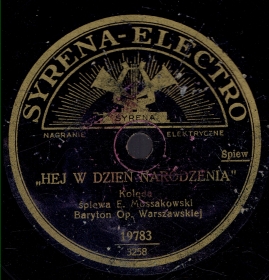 SYRENA-ELECTRO
SYRENA
NAGRANIE ELEKTRYCZNE
Śpiew
„HEJ W DZIEŃ NARODZENIA"
Kolęda
śpiewa E. Mossakowski
Baryton Op. Warszawskiej
19783
3258